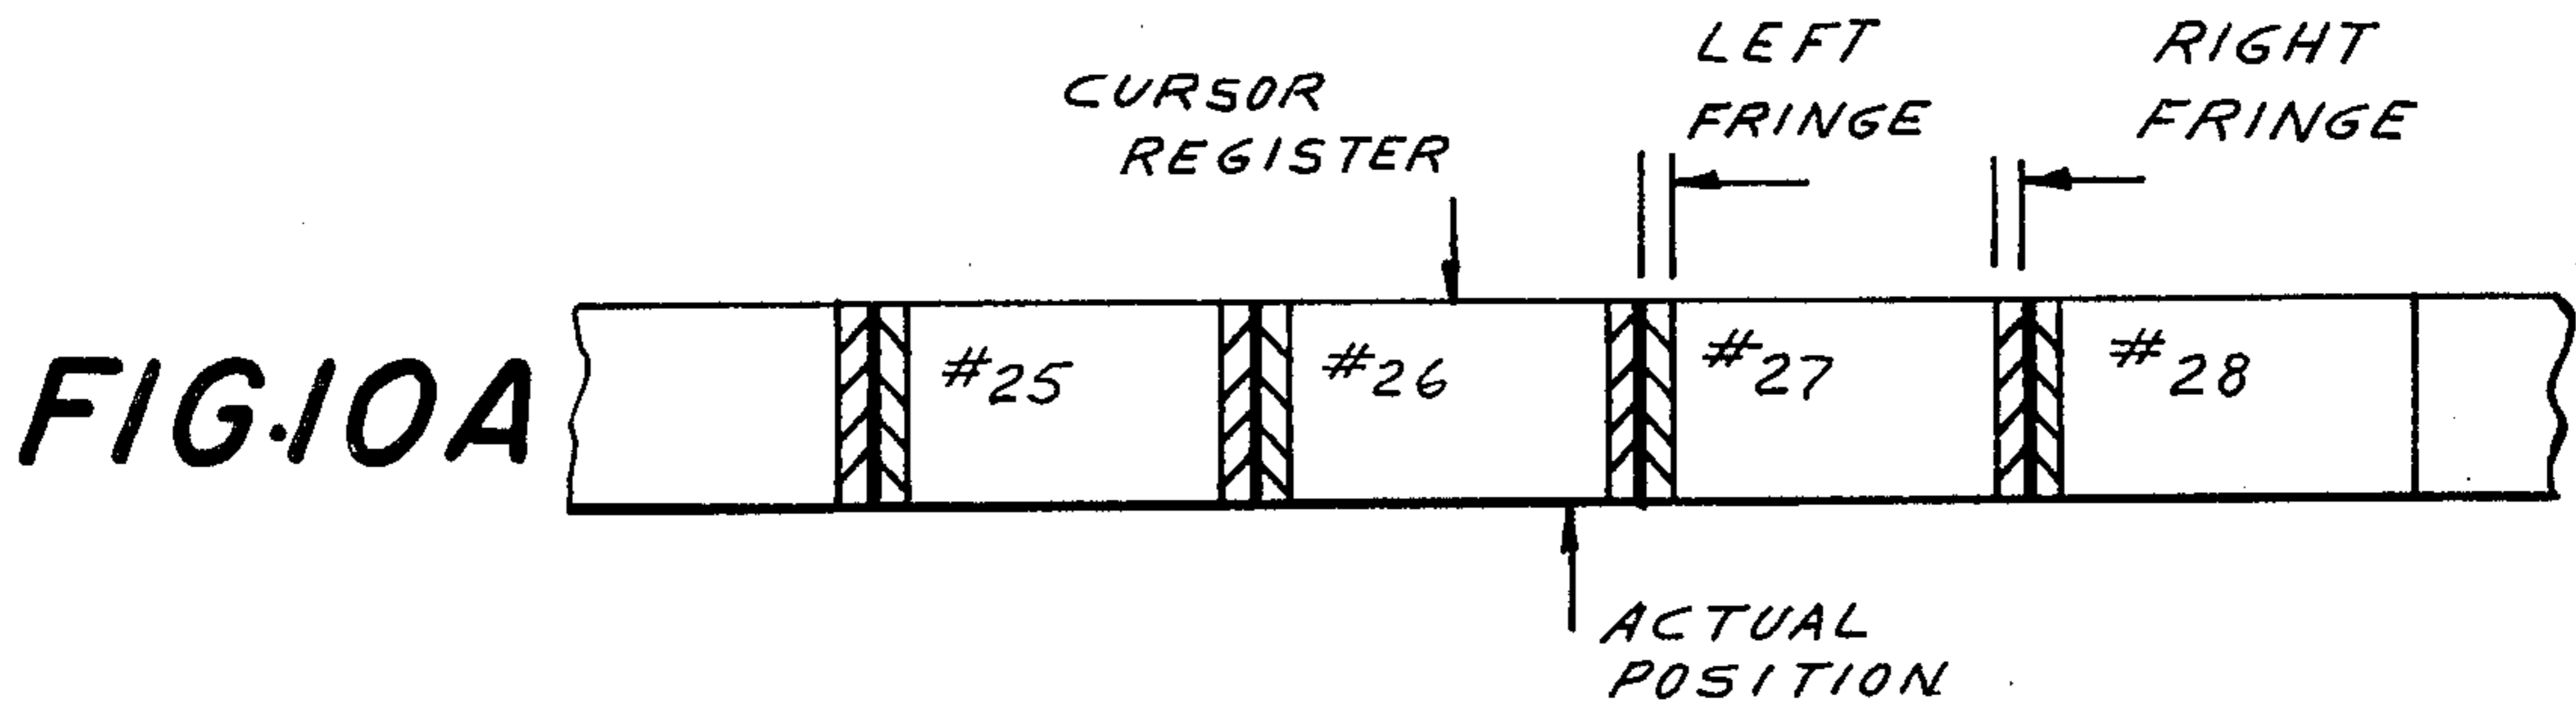 LEFT
FRINGE
RIGHT
FRINGE
CURSOR
REGISTER
FIG.10A
#25
#26
#27
#28
ACTUAL
POSITION